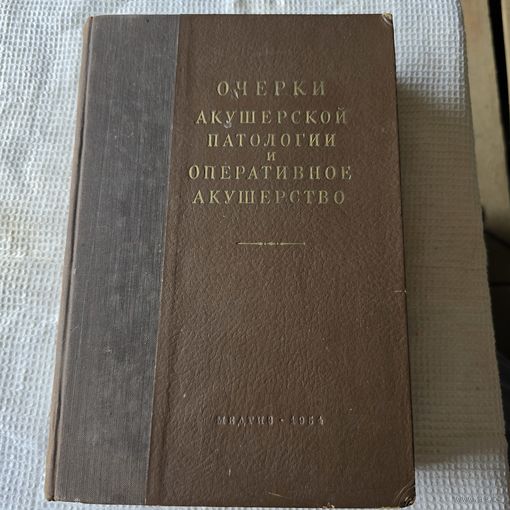 ОЧЕРКИ
АКУШЕРСКОЙ
ПАТОЛОГИИ
И
ОПЕРАТИВНОЕ
АКУШЕРСТВО
МЕДГИЗ - 1954